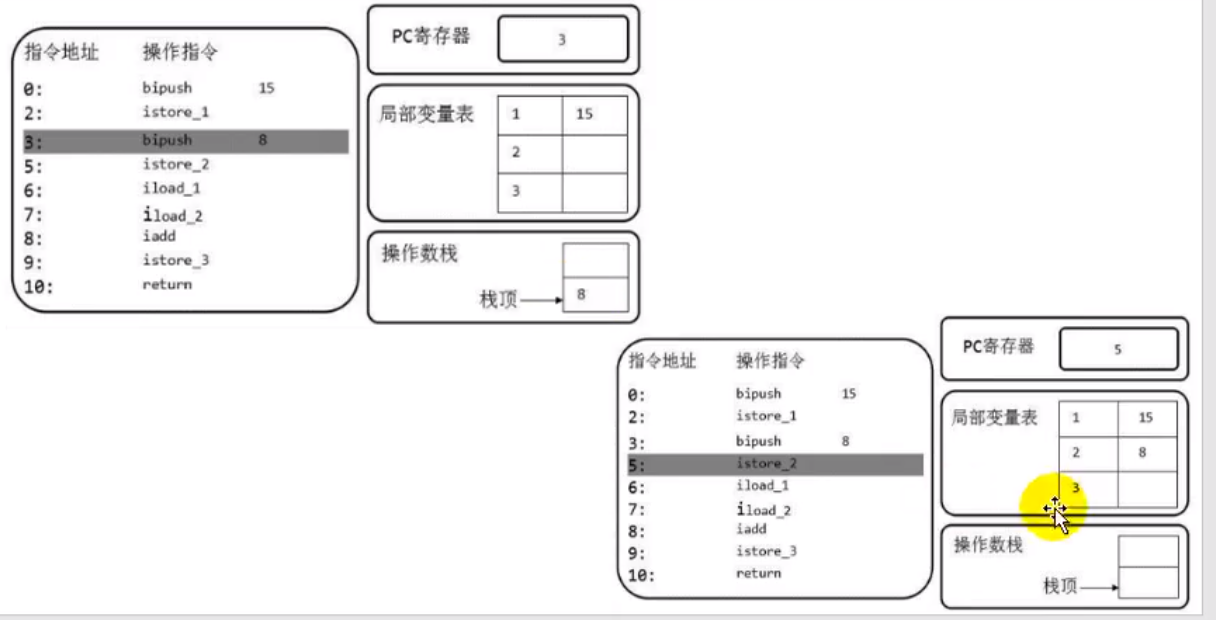 指令地址 操作指令
0: bipush 15
2: istore_1
3: bipush 8
5: istore_2
6: iload_1
7: iload_2
8: iadd
9: istore_3
10: return
PC寄存器 3
局部变量表 1 15
2
3
操作数栈
栈顶 8
指令地址 操作指令
0: bipush 15
2: istore_1
3: bipush 8
5: istore_2
6: iload_1
7: iload_2
8: iadd
9: istore_3
10: return
PC寄存器 5
局部变量表 1 15
2 8
3
操作数栈
栈顶